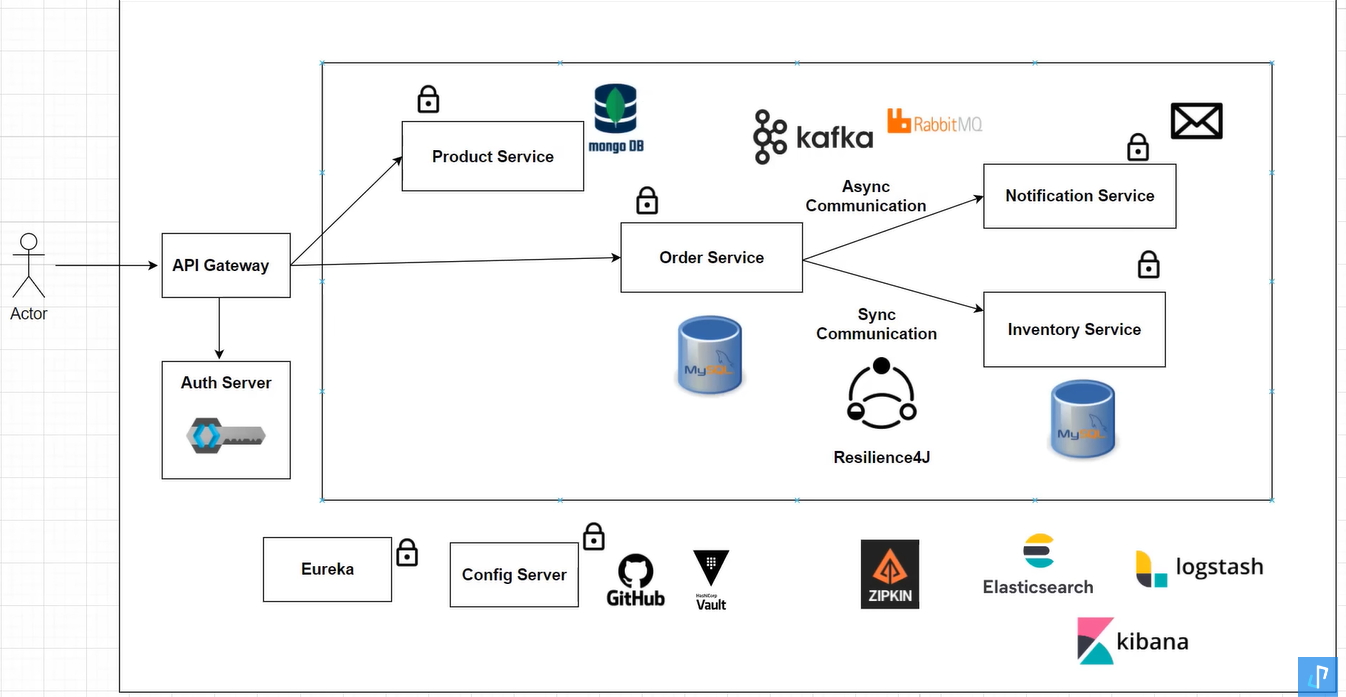 Product Service
mongo DB
kafka
RabbitMQ
Async
Communication
Notification Service
Actor
API Gateway
Order Service
Sync
Communication
Inventory Service
MySQL
Auth Server
MySQL
Resilience4J
Eureka
Config Server
GitHub
HashiCorp
Vault
ZIPKIN
Elasticsearch
logstash
kibana